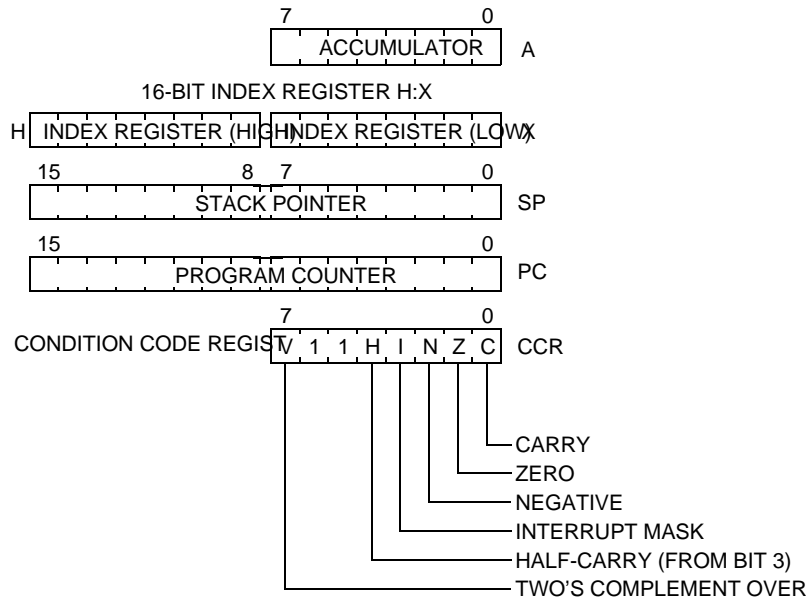 7 0
ACCUMULATOR A
16-BIT INDEX REGISTER H:X
H INDEX REGISTER (HIGH) INDEX REGISTER (LOW) X
15 8 7 0
STACK POINTER SP
15 0
PROGRAM COUNTER PC
7 0
CONDITION CODE REGIST V 1 1 H I N Z C CCR
CARRY
ZERO
NEGATIVE
INTERRUPT MASK
HALF-CARRY (FROM BIT 3)
TWO'S COMPLEMENT OVER